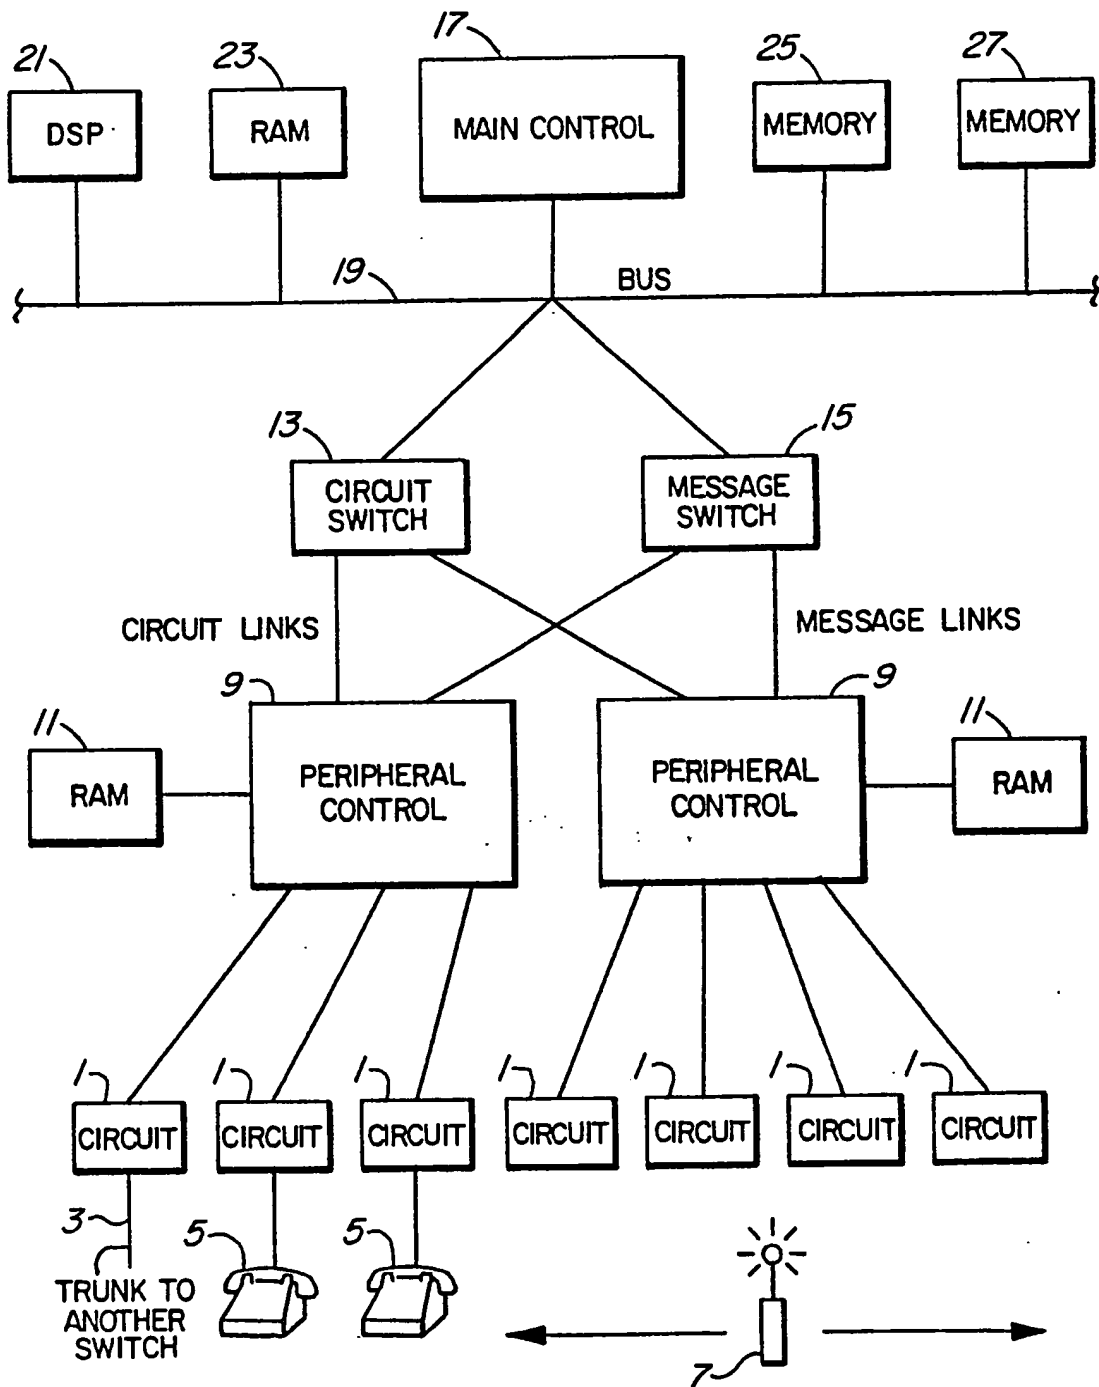 17
21
23
25
27
DSP
RAM
MAIN CONTROL
MEMORY
MEMORY
19
BUS
13
15
CIRCUIT
SWITCH
MESSAGE
SWITCH
CIRCUIT LINKS
MESSAGE LINKS
9
9
11
11
RAM
PERIPHERAL
CONTROL
PERIPHERAL
CONTROL
RAM
1
1
1
1
1
1
1
CIRCUIT
CIRCUIT
CIRCUIT
CIRCUIT
CIRCUIT
CIRCUIT
CIRCUIT
3
5
5
TRUNK TO
ANOTHER
SWITCH
7